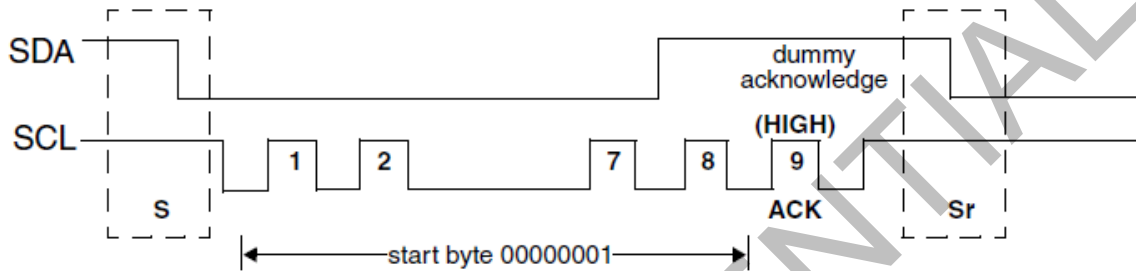 SDA
dummy
acknowledge
SCL
(HIGH)
1 2 7 8 9
S ACK Sr
start byte 00000001